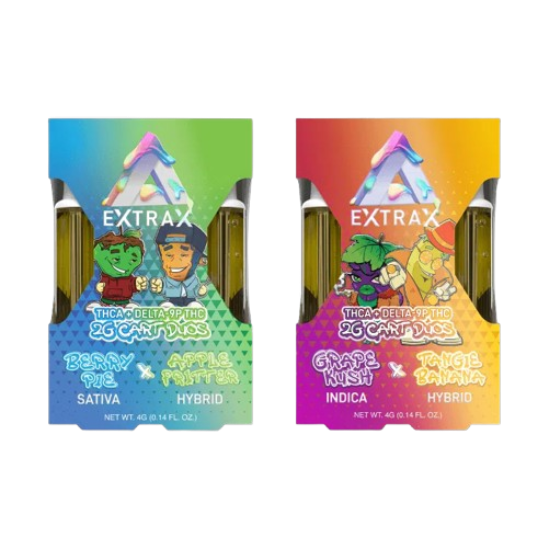 EXTRAX
THCA + DELTA-9P THC
2G CART DUOS
BERRY PIE x APPLE FRITTER
SATIVA HYBRID
NET WT. 4G (0.14 FL. OZ.)
EXTRAX
THCA + DELTA-9P THC
2G CART DUOS
GRAPE KUSH x TANGIE BANANA
INDICA HYBRID
NET WT. 4G (0.14 FL. OZ.)